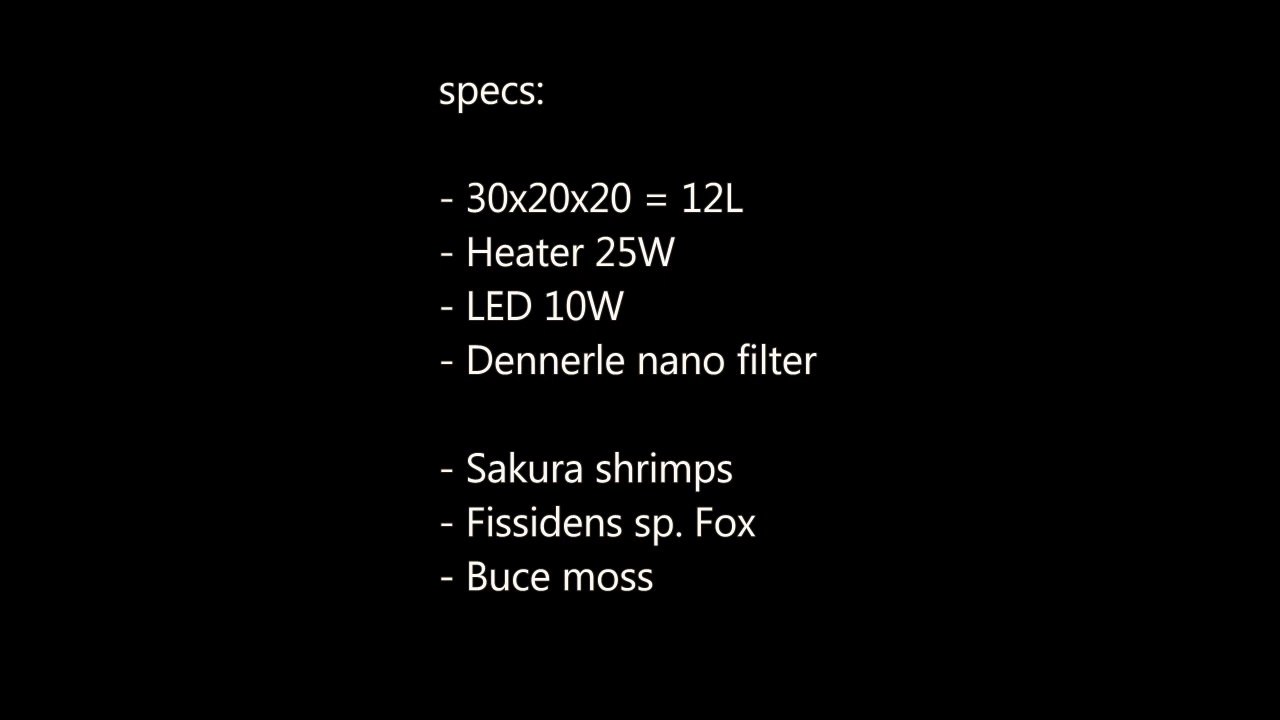 specs:
- 30x20x20 = 12L
- Heater 25W
- LED 10W
- Dennerle nano filter
- Sakura shrimps
- Fissidens sp. Fox
- Buce moss